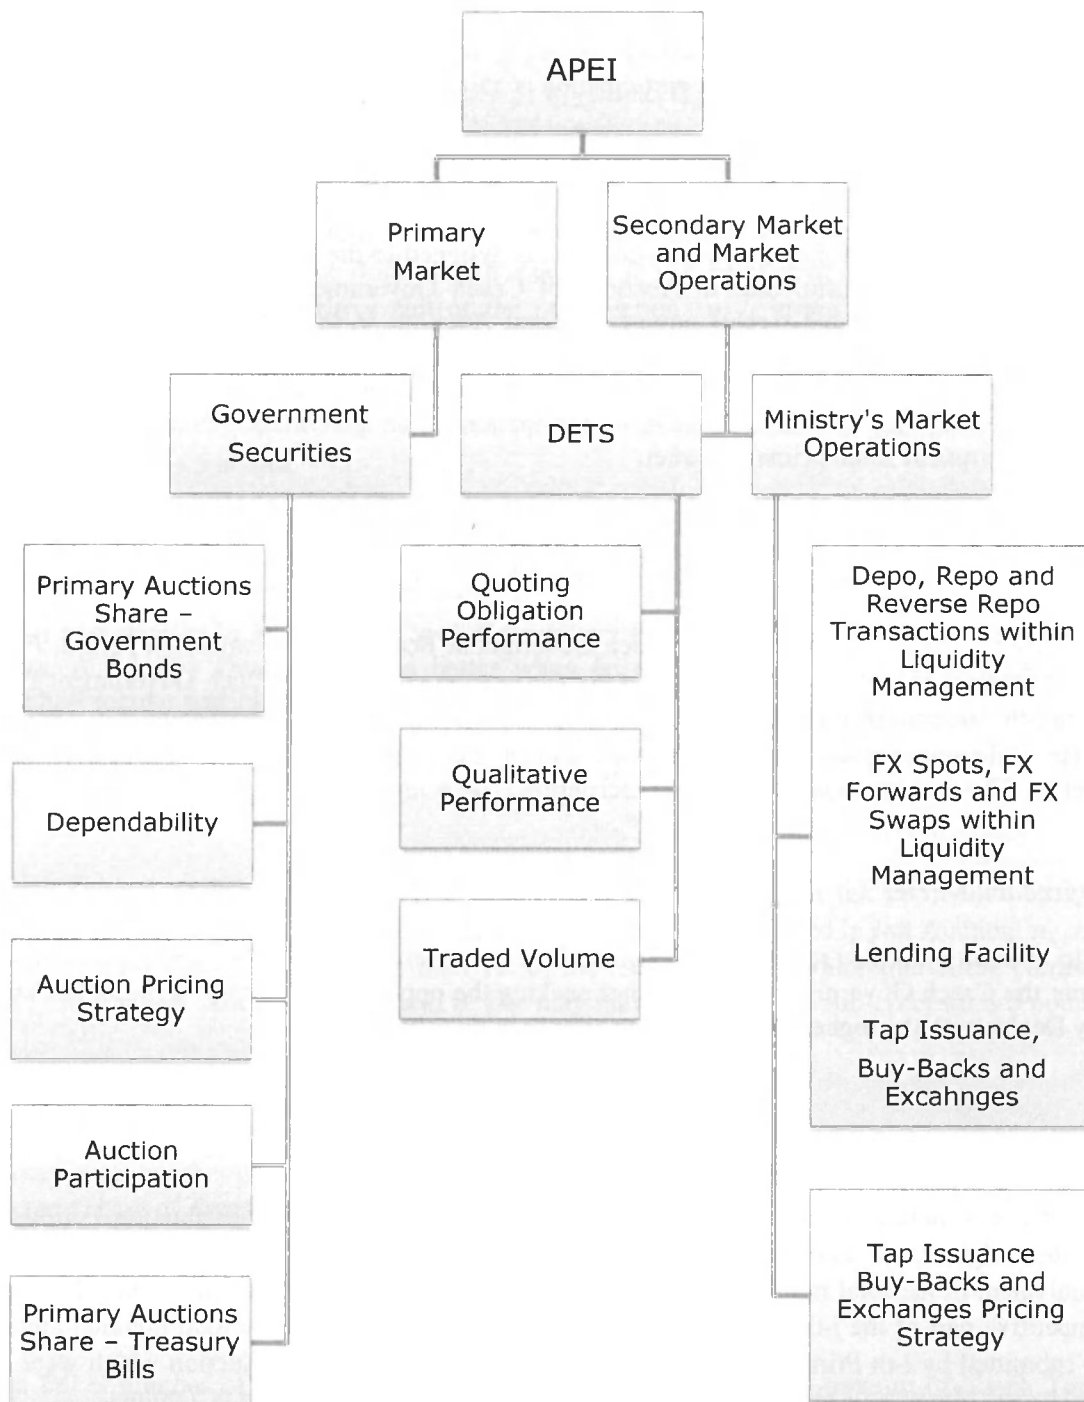 APEI
Primary
Market
Secondary Market
and Market
Operations
Government
Securities
DETS
Ministry's Market
Operations
Primary Auctions
Share –
Government
Bonds
Dependability
Auction Pricing
Strategy
Auction
Participation
Primary Auctions
Share – Treasury
Bills
Quoting
Obligation
Performance
Qualitative
Performance
Traded Volume
Depo, Repo and
Reverse Repo
Transactions within
Liquidity
Management
FX Spots, FX
Forwards and FX
Swaps within
Liquidity
Management
Lending Facility
Tap Issuance,
Buy-Backs and
Excahnges
Tap Issuance
Buy-Backs and
Exchanges Pricing
Strategy